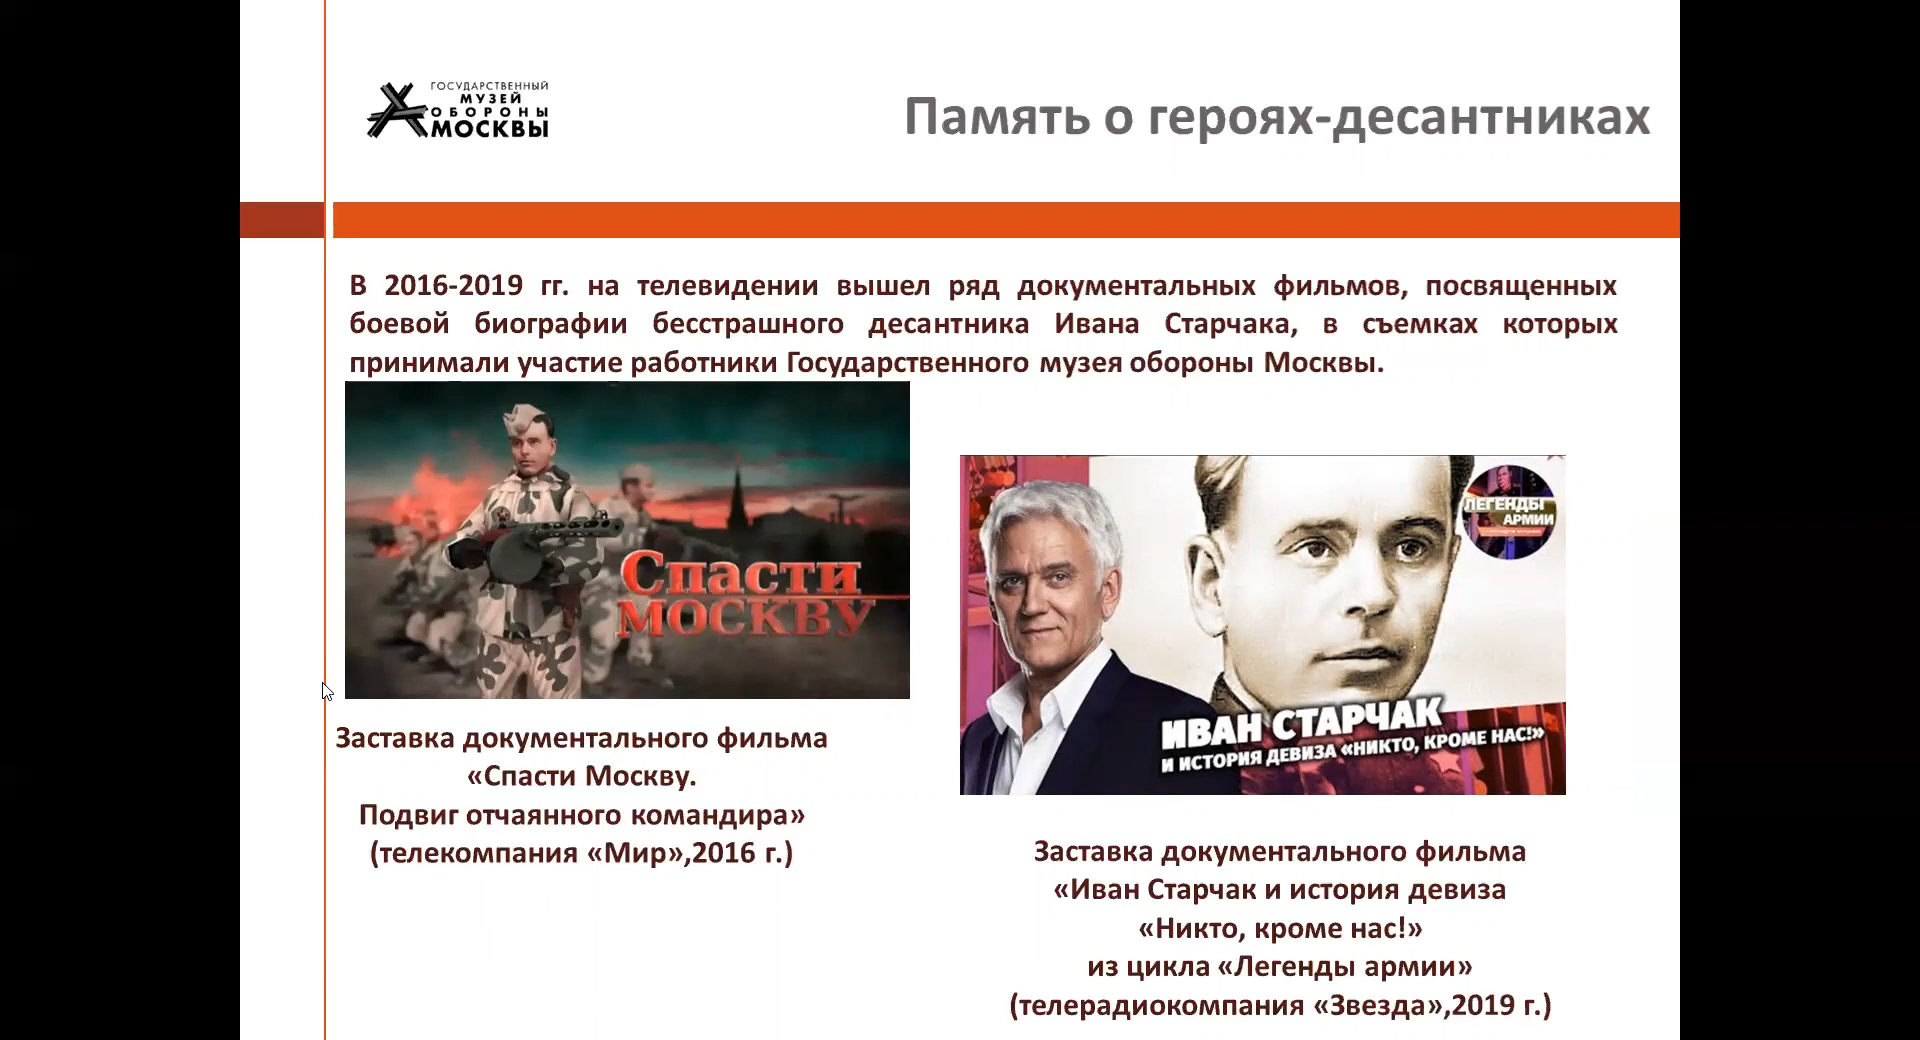 ГОСУДАРСТВЕННЫЙ
МУЗЕЙ
ОБОРОНЫ
МОСКВЫ
Память о героях-десантниках
В 2016-2019 гг. на телевидении вышел ряд документальных фильмов, посвященных
боевой биографии бесстрашного десантника Ивана Старчака, в съемках которых
принимали участие работники Государственного музея обороны Москвы.
Спасти
МОСКВУ
ЛЕГЕНДЫ
АРМИИ
ИВАН СТАРЧАК
И ИСТОРИЯ ДЕВИЗА «НИКТО, КРОМЕ НАС!»
Заставка документального фильма
«Спасти Москву.
Подвиг отчаянного командира»
(телекомпания «Мир»,2016 г.)
Заставка документального фильма
«Иван Старчак и история девиза
«Никто, кроме нас!»
из цикла «Легенды армии»
(телерадиокомпания «Звезда»,2019 г.)